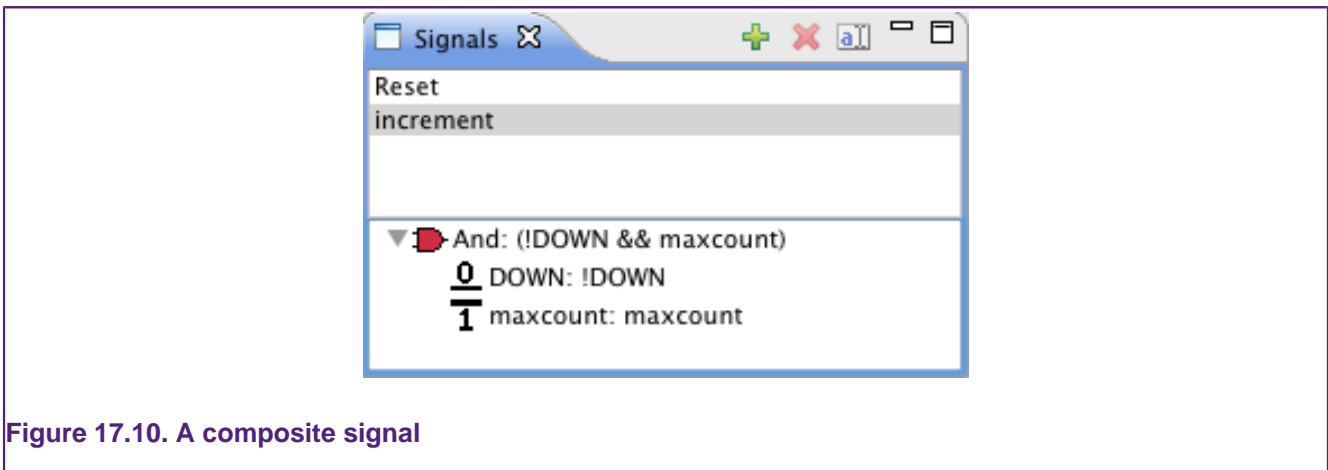 Signals
Reset
increment
And: (!DOWN && maxcount)
0 DOWN: !DOWN
1 maxcount: maxcount
Figure 17.10. A composite signal